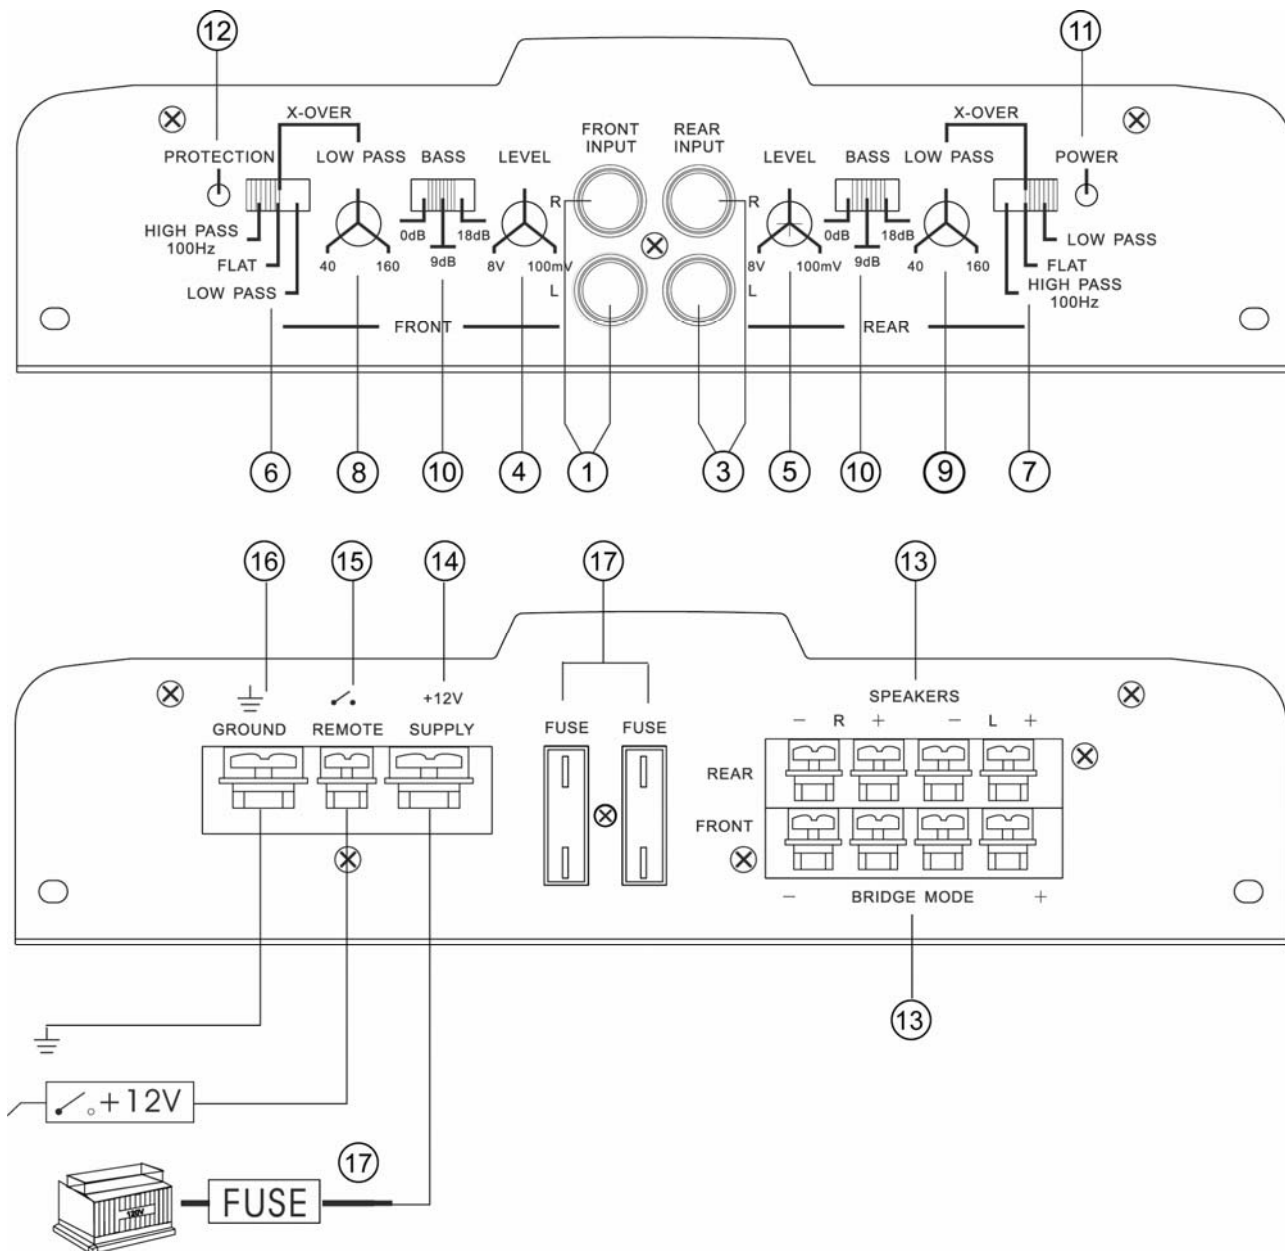 12 11
X-OVER X-OVER
FRONT INPUT REAR INPUT
PROTECTION LOW PASS BASS LEVEL LEVEL BASS LOW PASS POWER
R R
HIGH PASS 100Hz 0dB 18dB 0dB 18dB LOW PASS
FLAT 40 160 9dB 8V 100mV 8V 100mV 9dB 40 160 FLAT
LOW PASS L L HIGH PASS 100Hz
FRONT REAR
6 8 10 4 1 3 5 10 9 7
16 15 14 17 13
+12V SPEAKERS
GROUND REMOTE SUPPLY FUSE FUSE − R + − L +
REAR
FRONT
− BRIDGE MODE +
13
+12V
17
FUSE
120V